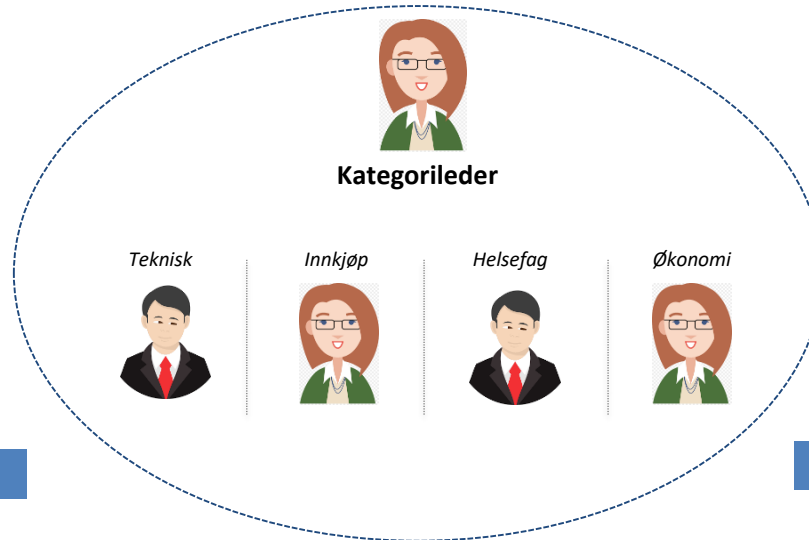 Kategorileder
Teknisk
Innkjøp
Helsefag
Økonomi